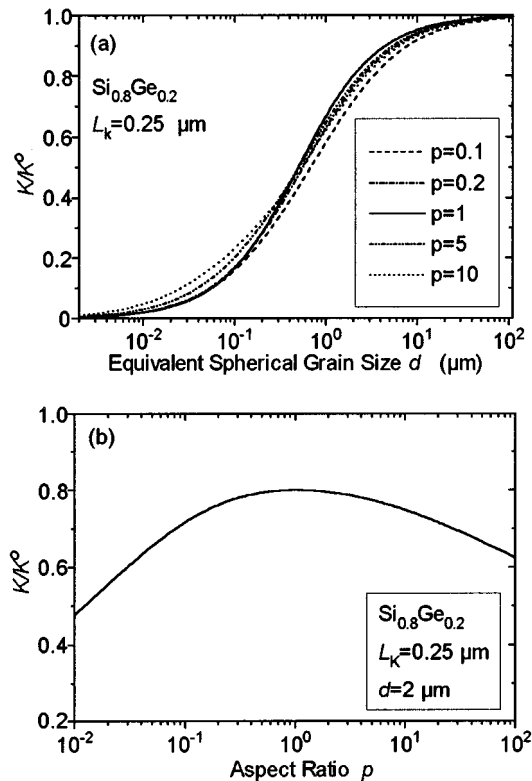 (a)
Si0.8Ge0.2
Lk=0.25 µm
K/Ko
1.0
0.8
0.6
0.4
0.2
0
p=0.1
p=0.2
p=1
p=5
p=10
10-2
10-1
100
101
102
Equivalent Spherical Grain Size d (µm)
(b)
K/Ko
1.0
0.8
0.6
0.4
0.2
Si0.8Ge0.2
LK=0.25 µm
d=2 µm
10-2
10-1
100
101
102
Aspect Ratio p